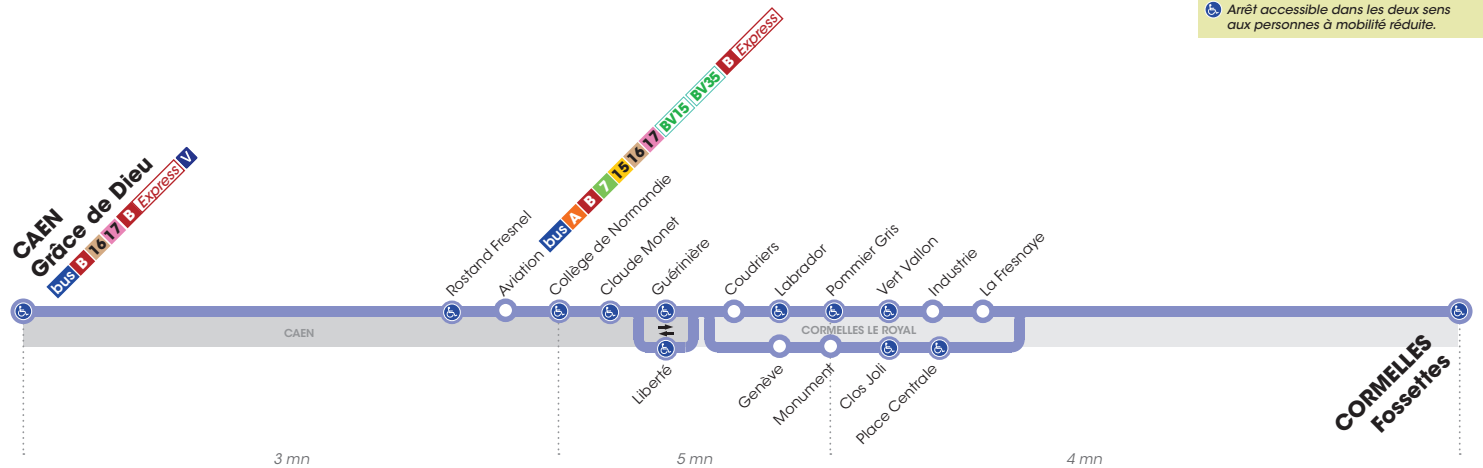 Arrêt accessible dans les deux sens
aux personnes à mobilité réduite.
CAEN
Grâce de Dieu
bus B 16 17 B Express V
Rostand Fresnel
Aviation bus A B 7 15 16 17 BV15 BV35 B Express
Collège de Normandie
Claude Monet
Guérinière
Coudriers
Labrador
Pommier Gris
Vert Vallon
Industrie
La Fresnaye
CAEN
CORMELLES LE ROYAL
Liberté
Genève
Monument
Clos Joli
Place Centrale
CORMELLES
Fossettes
3 mn
5 mn
4 mn